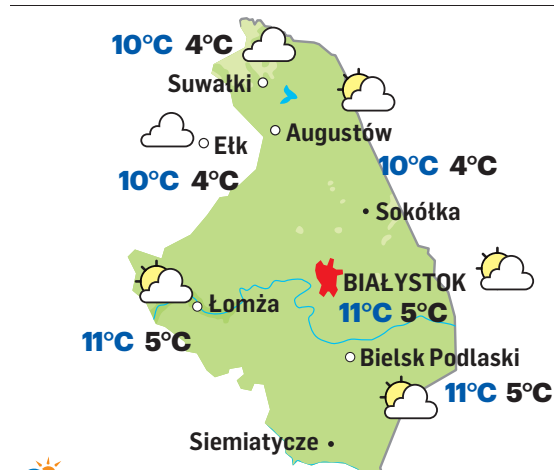 10°C 4°C
Suwałki
Augustów
Ełk
10°C 4°C
10°C 4°C
Sokółka
BIAŁYSTOK
11°C 5°C
Łomża
11°C 5°C
Bielsk Podlaski
11°C 5°C
Siemiatycze